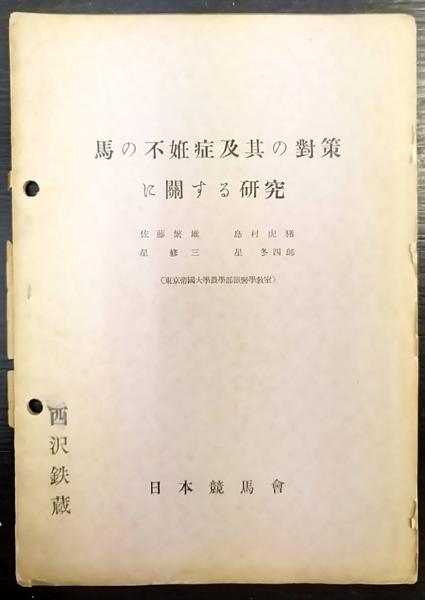 馬の不姙症及其の對策
に關する研究
佐藤繁雄　島村虎猪
星修三　星冬四郎
（東京帝國大學農學部獸醫學教室）
西沢鉄蔵
日本競馬會